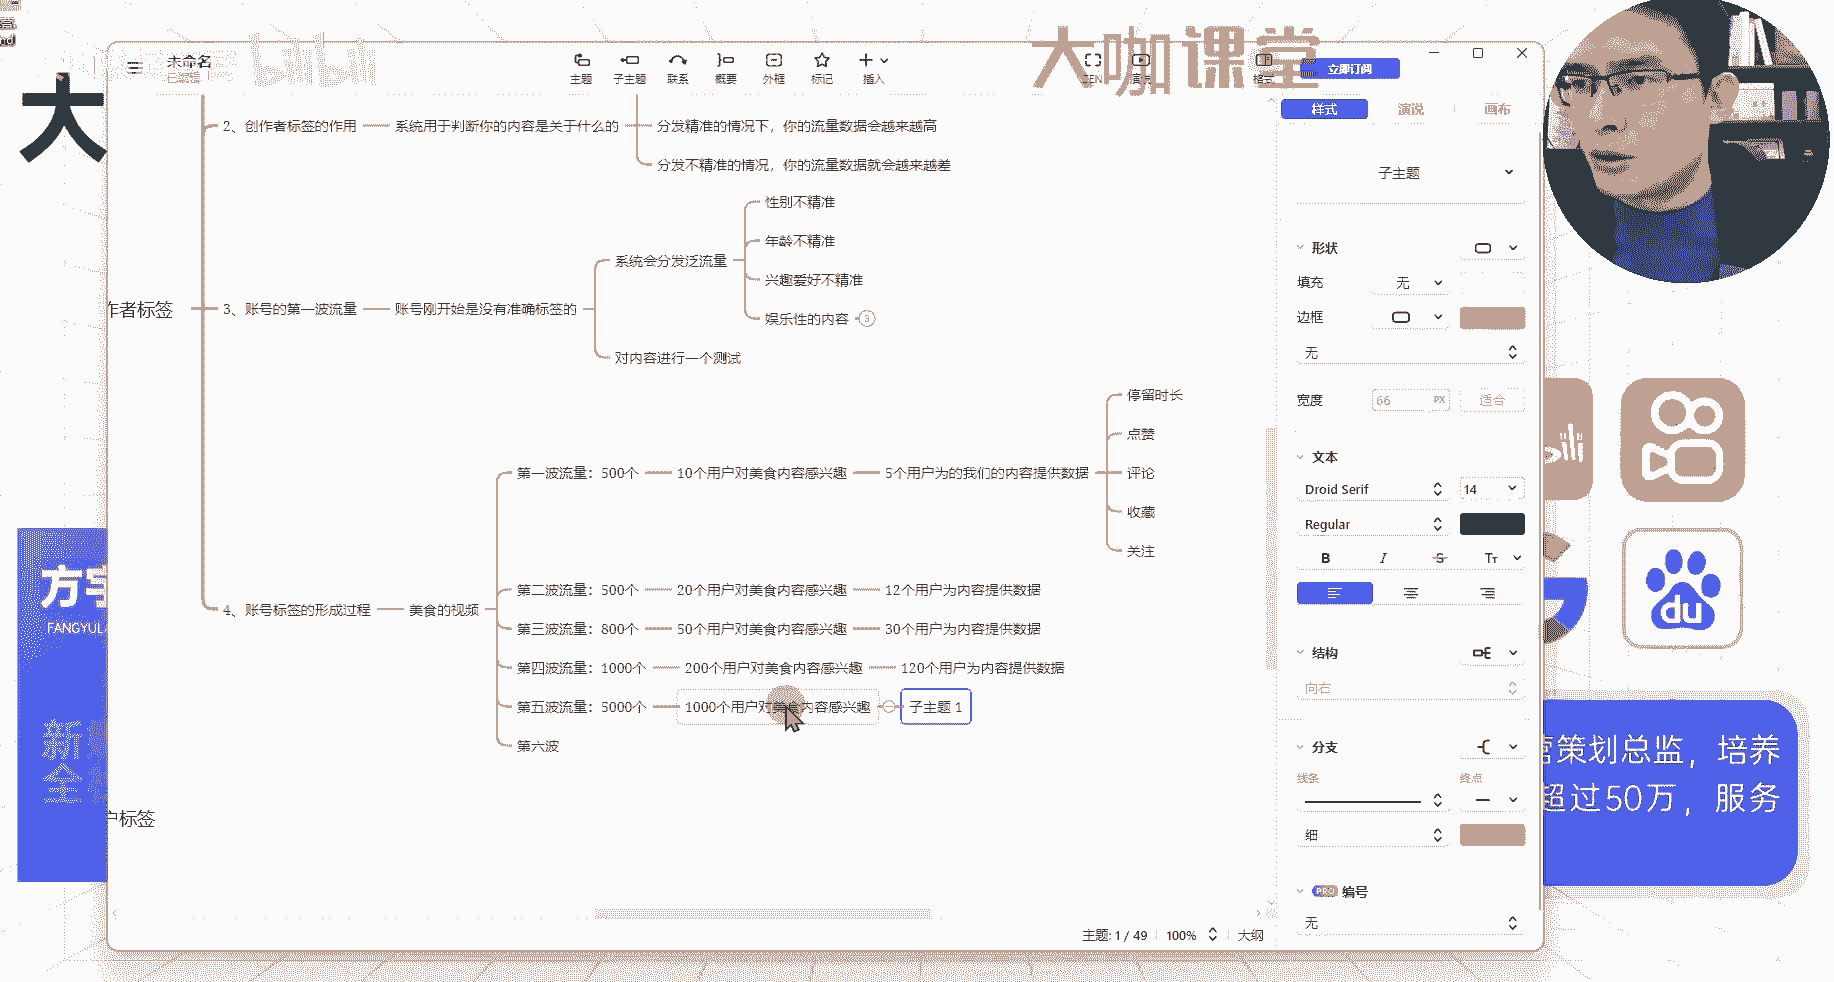 未命名
已编辑
bilibili
主题
子主题
联系
概要
外框
标记
插入
ZEN
演说
格式
大咖课堂
立即订阅
大
2、创作者标签的作用
系统用于判断你的内容是关于什么的
分发精准的情况下，你的流量数据会越来越高
分发不精准的情况，你的流量数据就会越来越差
作者标签
3、账号的第一波流量
账号刚开始是没有准确标签的
系统会分发泛流量
性别不精准
年龄不精准
兴趣爱好不精准
娱乐性的内容
3
对内容进行一个测试
4、账号标签的形成过程
美食的视频
第一波流量：500个
10个用户对美食内容感兴趣
5个用户为的我们的内容提供数据
停留时长
点赞
评论
收藏
关注
第二波流量：500个
20个用户对美食内容感兴趣
12个用户为内容提供数据
第三波流量：800个
50个用户对美食内容感兴趣
30个用户为内容提供数据
第四波流量：1000个
200个用户对美食内容感兴趣
120个用户为内容提供数据
第五波流量：5000个
1000个用户对美食内容感兴趣
子主题 1
第六波
户标签
主题: 1 / 49
100%
大纲
样式
演说
画布
子主题
形状
填充
无
边框
无
宽度
66
PX
适合
文本
Droid Serif
14
Regular
B
I
S
Tт
结构
向右
分支
线条
终点
细
PRO
编号
无
方
FANGYU
新
全
du
营策划总监，培养
超过50万，服务